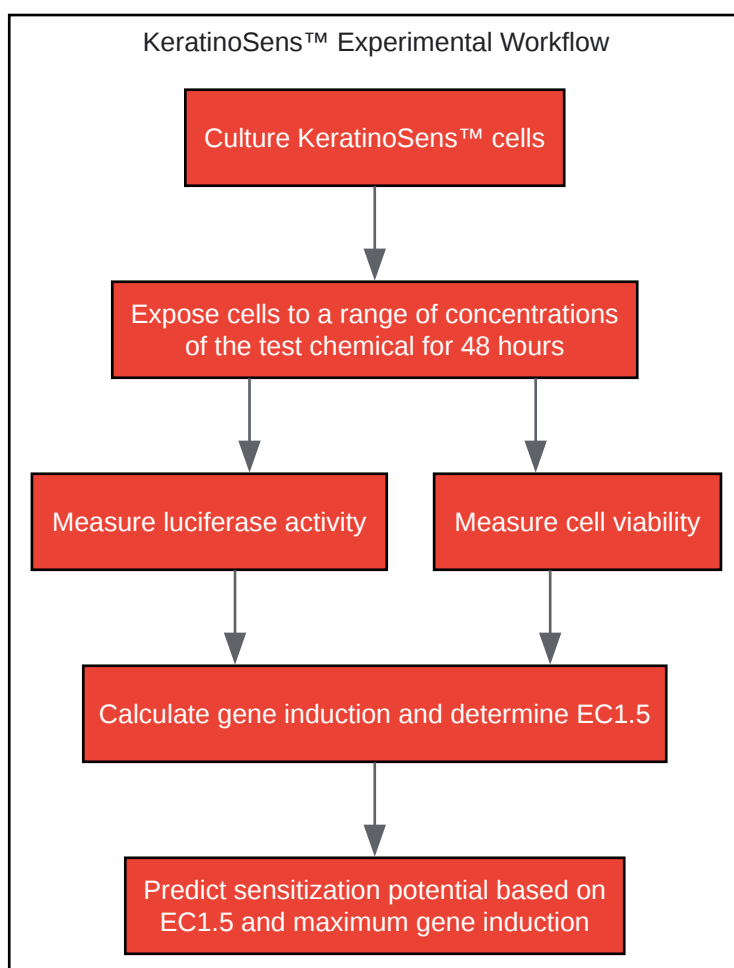 KeratinoSens™ Experimental Workflow
Culture KeratinoSens™ cells
Expose cells to a range of concentrations
of the test chemical for 48 hours
Measure luciferase activity
Measure cell viability
Calculate gene induction and determine EC1.5
Predict sensitization potential based on
EC1.5 and maximum gene induction